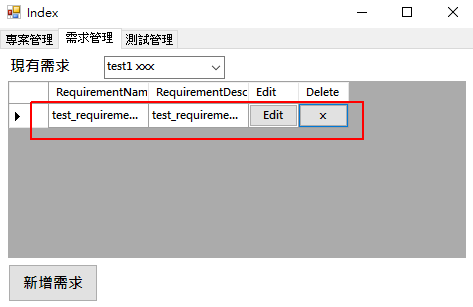 Index
專案管理 需求管理 測試管理
現有需求 test1 xxx
RequirementNam RequirementDesc Edit Delete
test_requireme... test_requireme... Edit x
新增需求